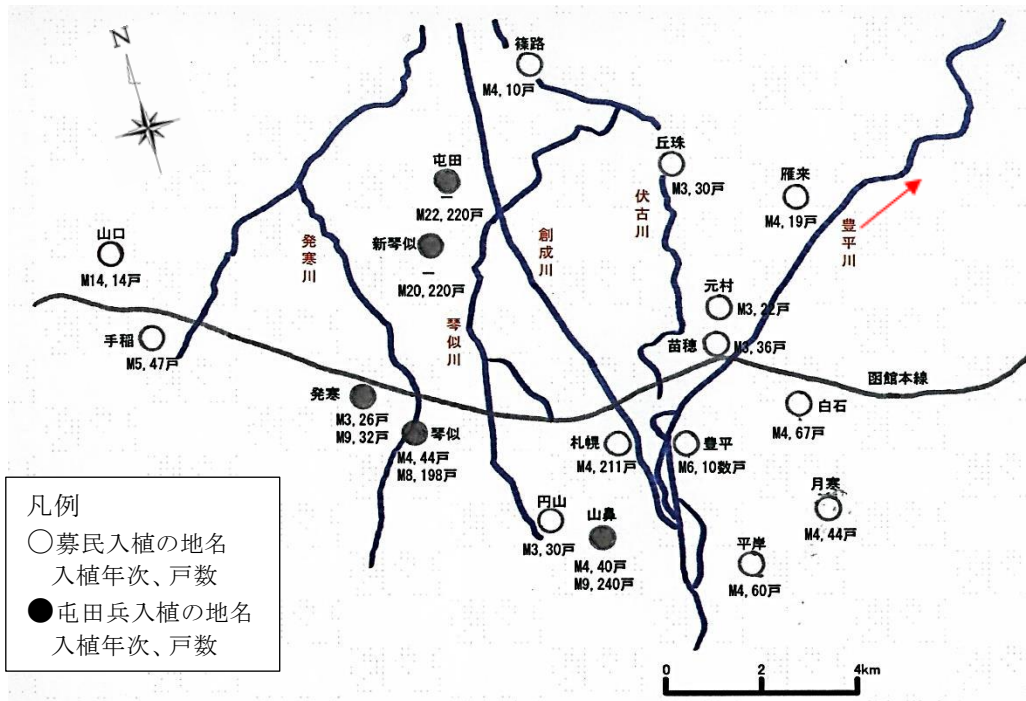 N
篠路
M4, 10戸
丘珠
M3, 30戸
雁来
M4, 19戸
屯田
M22, 220戸
新琴似
M20, 220戸
発寒川
琴似川
創成川
伏古川
豊平川
山口
M14, 14戸
手稲
M5, 47戸
元村
M3, 22戸
苗穂
M3, 36戸
函館本線
発寒
M3, 26戸
M9, 32戸
琴似
M4, 44戸
M8, 198戸
札幌
M4, 211戸
豊平
M6, 10数戸
白石
M4, 67戸
月寒
M4, 44戸
円山
M3, 30戸
山鼻
M4, 40戸
M9, 240戸
平岸
M4, 60戸
凡例
○募民入植の地名
入植年次、戸数
●屯田兵入植の地名
入植年次、戸数
0 2 4km